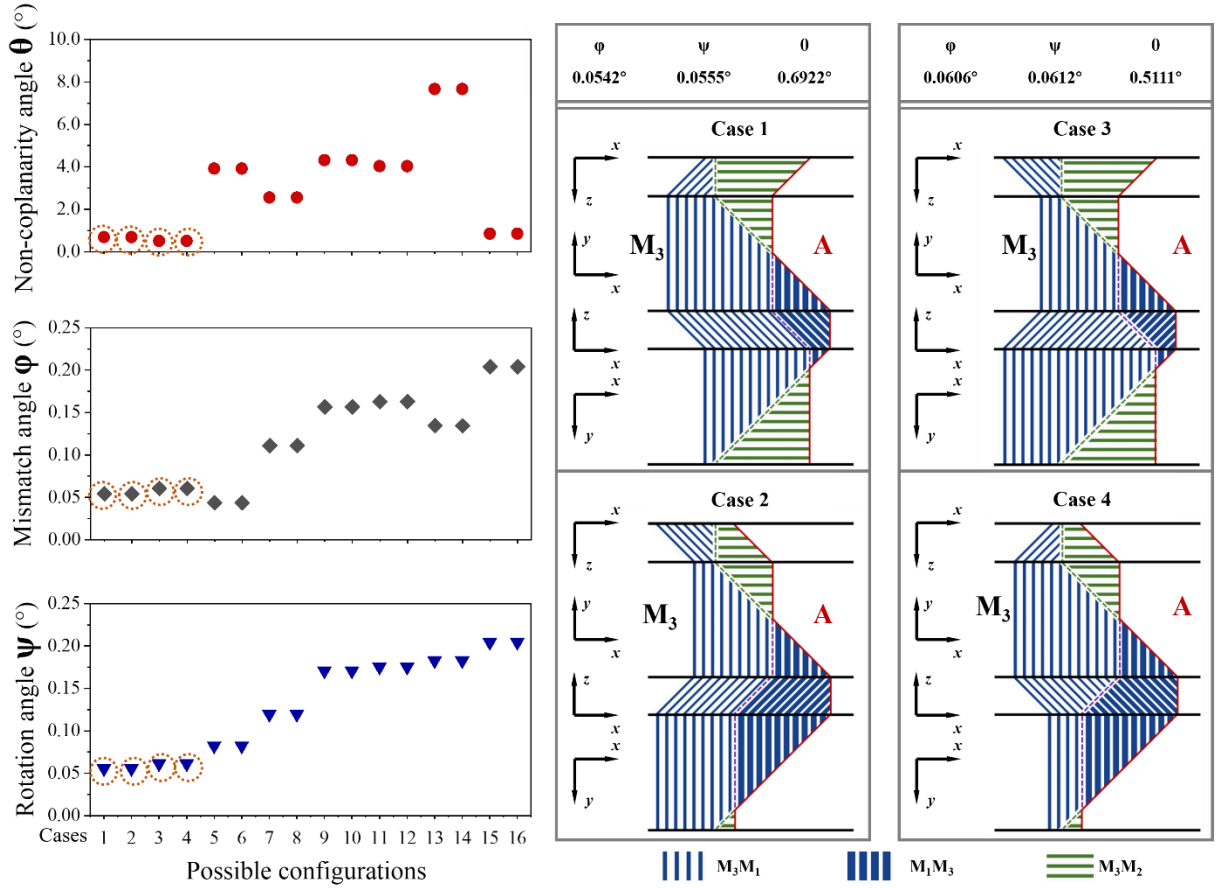 Non-coplanarity angle θ (°)
10.0
8.0
6.0
4.0
2.0
0.0
Mismatch angle φ (°)
0.25
0.20
0.15
0.10
0.05
0.00
Rotation angle ψ (°)
0.25
0.20
0.15
0.10
0.05
0.00
Cases 1 2 3 4 5 6 7 8 9 10 11 12 13 14 15 16
Possible configurations
φ ψ θ
0.0542° 0.0555° 0.6922°
Case 1
x
z
y
M₃ A
x
z
x
x
y
Case 2
x
z
y
M₃ A
x
z
x
x
y
φ ψ θ
0.0606° 0.0612° 0.5111°
Case 3
x
z
y
M₃ A
x
z
x
x
y
Case 4
x
z
y
M₃ A
x
z
x
x
y
M₃M₁ M₁M₃ M₃M₂